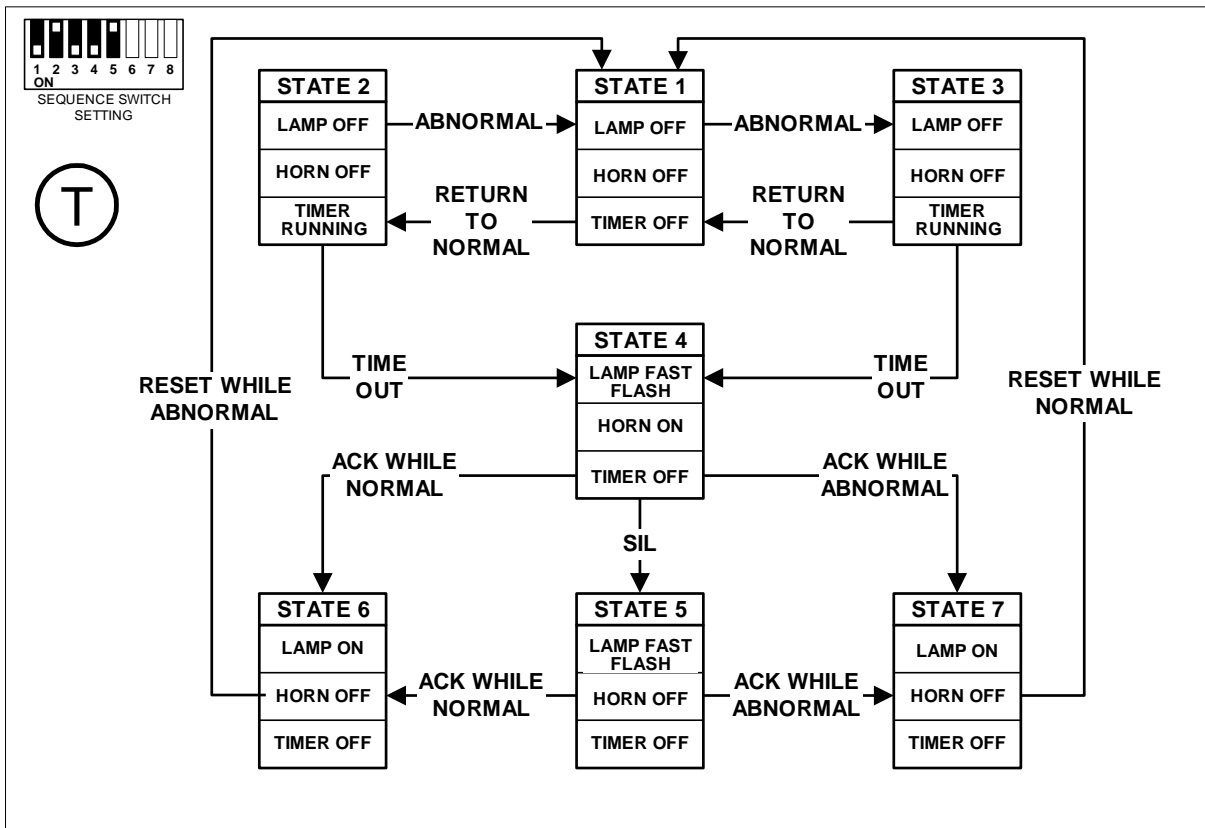 1 2 3 4 5 6 7 8
ON
SEQUENCE SWITCH
SETTING
T
STATE 2
LAMP OFF
HORN OFF
TIMER
RUNNING
ABNORMAL
RETURN
TO
NORMAL
STATE 1
LAMP OFF
HORN OFF
TIMER OFF
ABNORMAL
RETURN
TO
NORMAL
STATE 3
LAMP OFF
HORN OFF
TIMER
RUNNING
RESET WHILE
ABNORMAL
TIME
OUT
STATE 4
LAMP FAST
FLASH
HORN ON
TIMER OFF
TIME
OUT
RESET WHILE
NORMAL
ACK WHILE
NORMAL
SIL
ACK WHILE
ABNORMAL
STATE 6
LAMP ON
HORN OFF
TIMER OFF
ACK WHILE
NORMAL
STATE 5
LAMP FAST
FLASH
HORN OFF
TIMER OFF
ACK WHILE
ABNORMAL
STATE 7
LAMP ON
HORN OFF
TIMER OFF